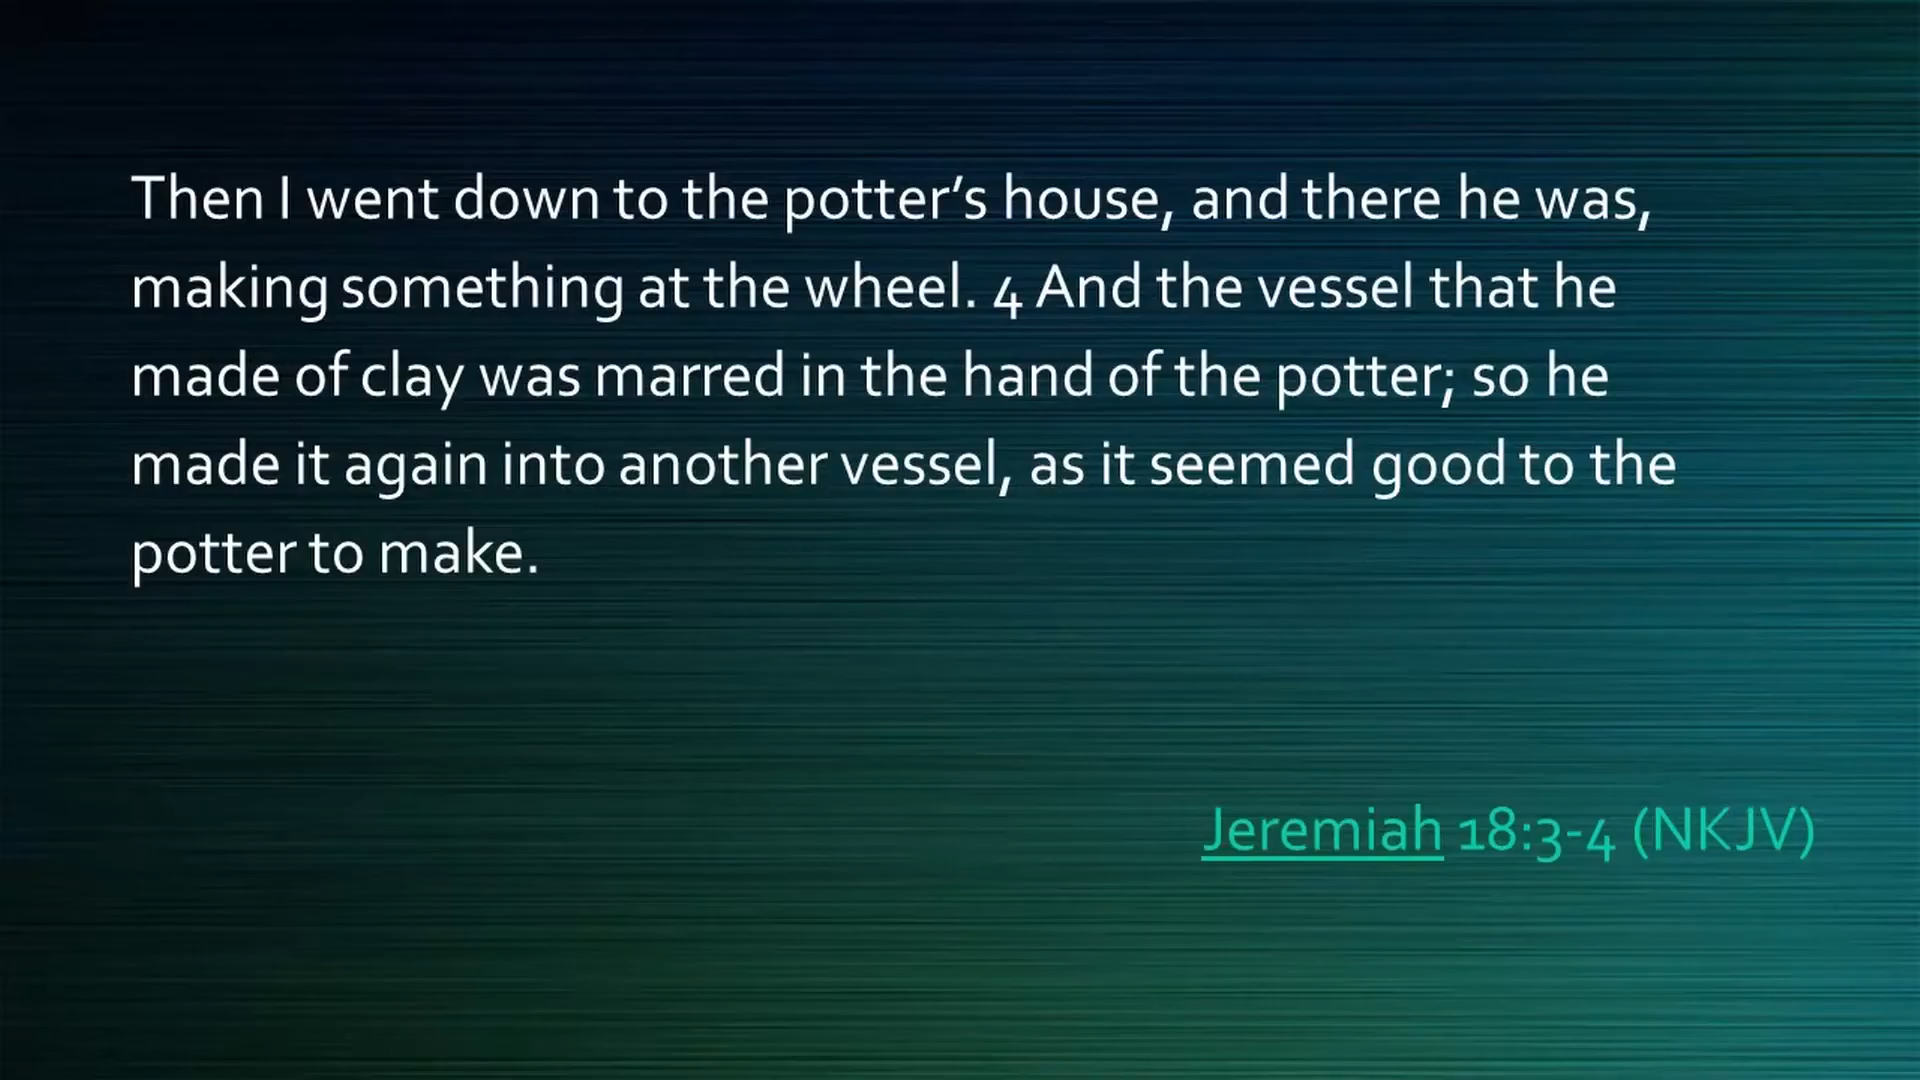 Then I went down to the potter’s house, and there he was,
making something at the wheel. 4 And the vessel that he
made of clay was marred in the hand of the potter; so he
made it again into another vessel, as it seemed good to the
potter to make.
Jeremiah 18:3-4 (NKJV)